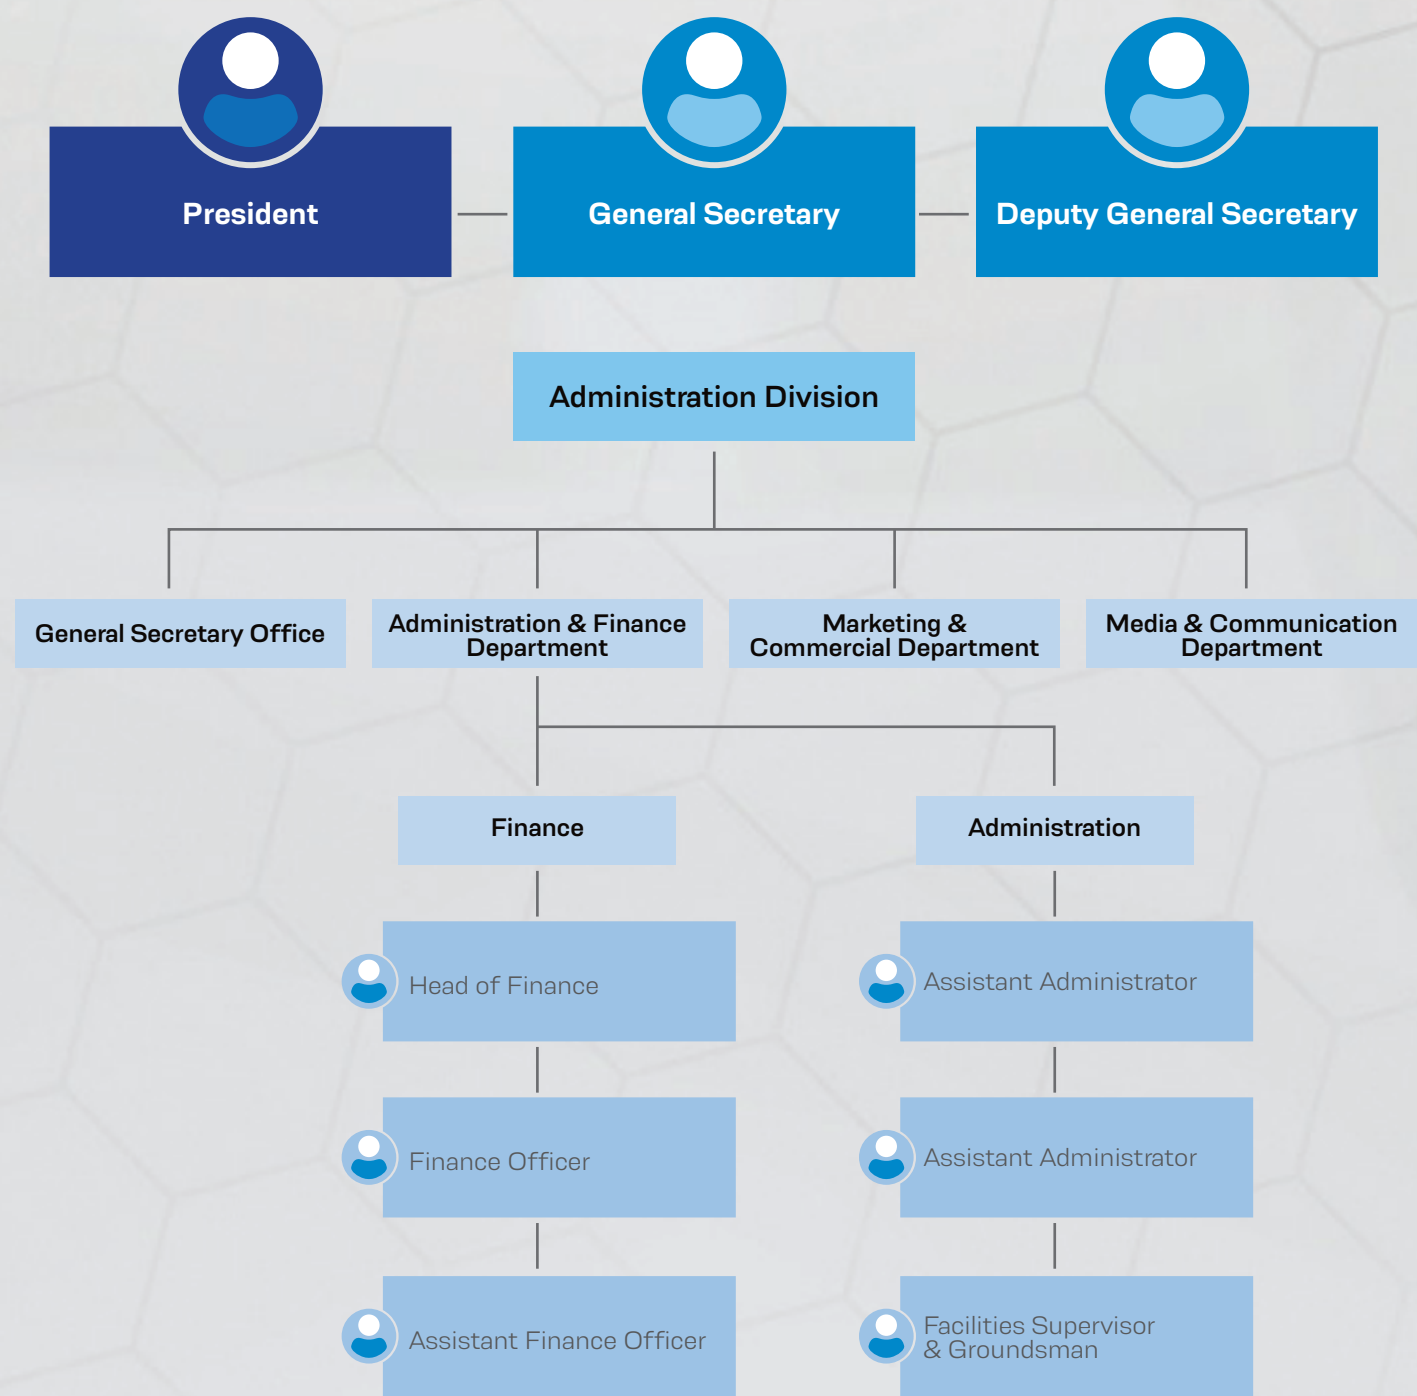 President
General Secretary
Deputy General Secretary
Administration Division
General Secretary Office
Administration & Finance
Department
Marketing &
Commercial Department
Media & Communication
Department
Finance
Administration
Head of Finance
Assistant Administrator
Finance Officer
Assistant Administrator
Assistant Finance Officer
Facilities Supervisor
& Groundsman